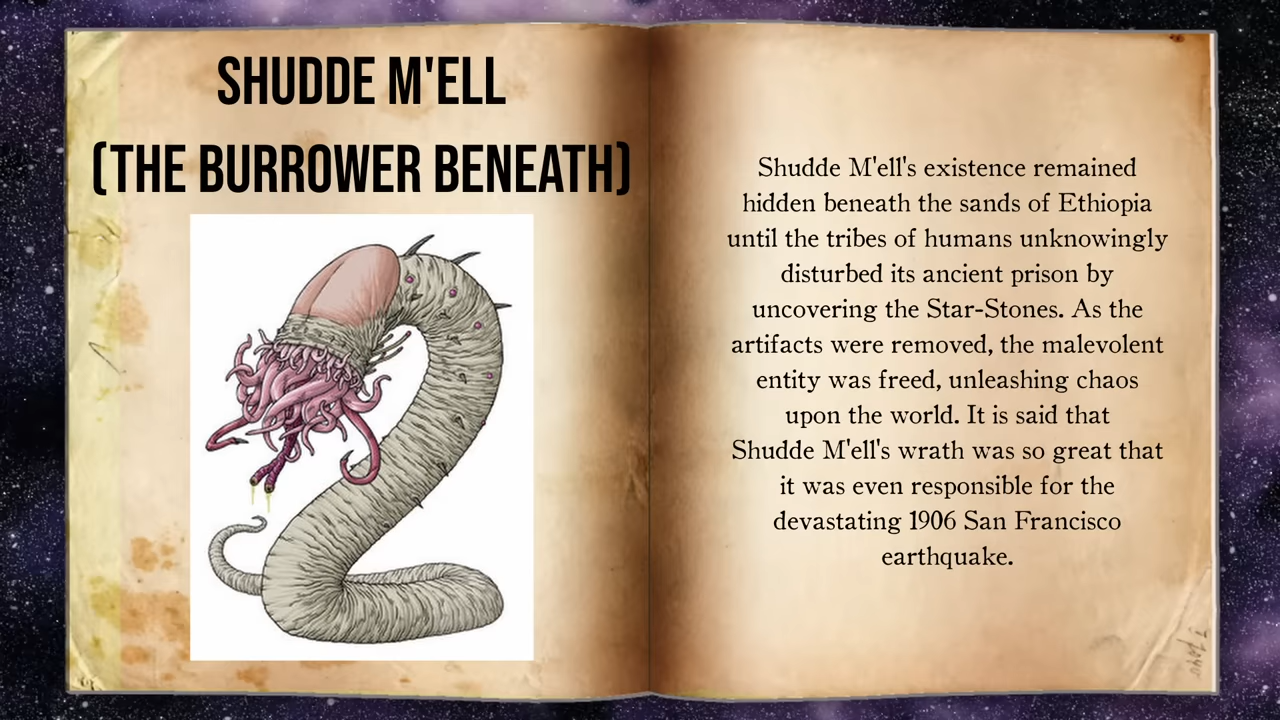 SHUDDE M'ELL
(THE BURROWER BENEATH)
Shudde M'ell's existence remained
hidden beneath the sands of Ethiopia
until the tribes of humans unknowingly
disturbed its ancient prison by
uncovering the Star-Stones. As the
artifacts were removed, the malevolent
entity was freed, unleashing chaos
upon the world. It is said that
Shudde M'ell's wrath was so great that
it was even responsible for the
devastating 1906 San Francisco
earthquake.